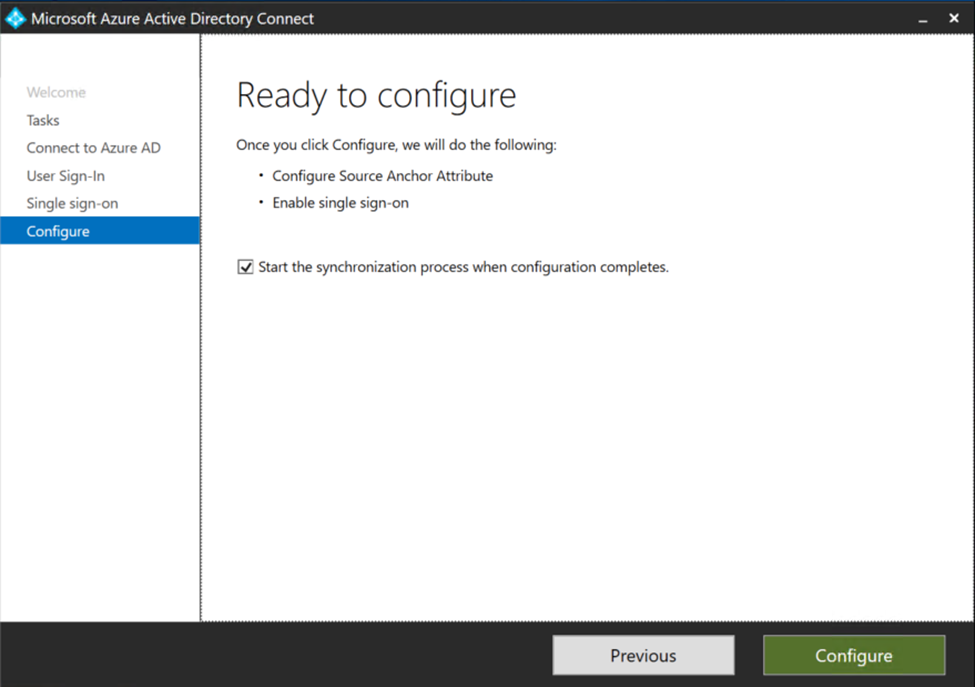 Microsoft Azure Active Directory Connect
Welcome
Tasks
Connect to Azure AD
User Sign-In
Single sign-on
Configure
Ready to configure
Once you click Configure, we will do the following:
• Configure Source Anchor Attribute
• Enable single sign-on
Start the synchronization process when configuration completes.
Previous
Configure